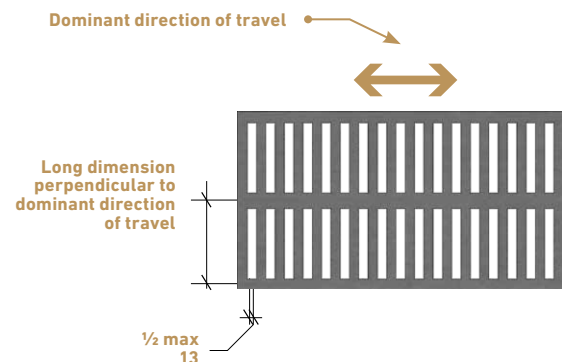 Dominant direction of travel
Long dimension
perpendicular to
dominant direction
of travel
½ max
13